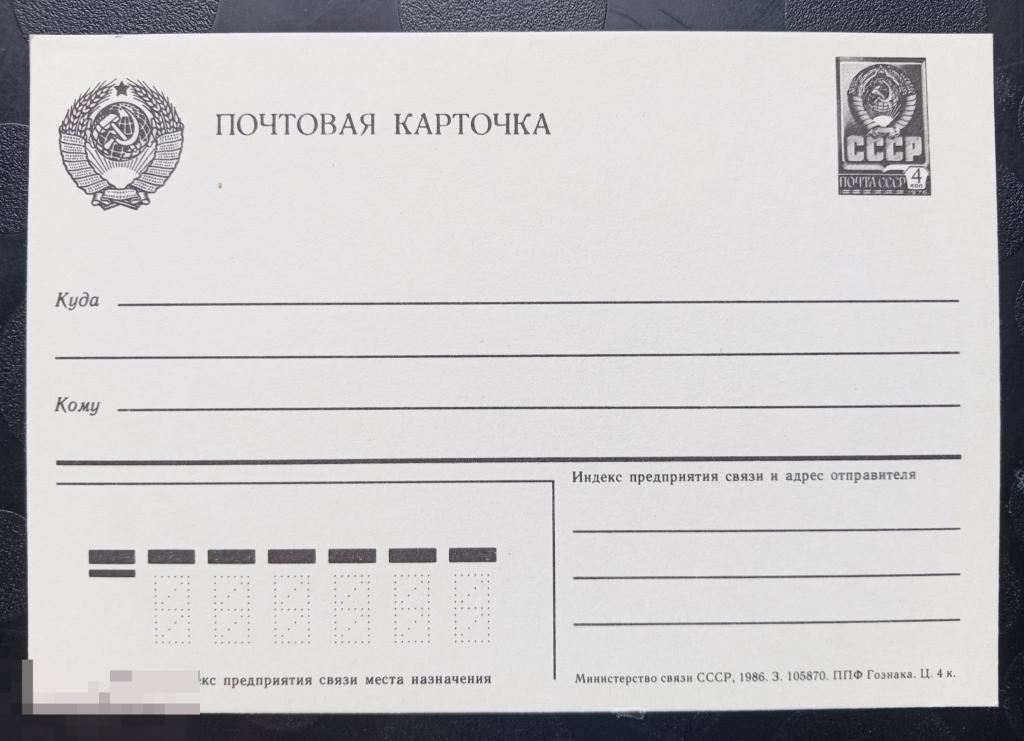 ПОЧТОВАЯ КАРТОЧКА
СССР
ПОЧТА СССР 4 КОП
1976
Куда
Кому
Индекс предприятия связи и адрес отправителя
предприятия связи места назначения
Министерство связи СССР, 1986. З. 105870. ППФ Гознака. Ц. 4 к.